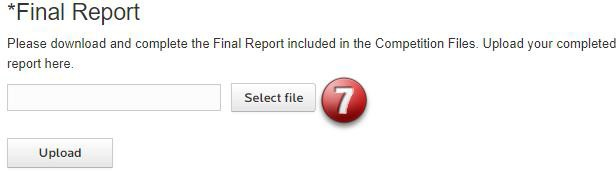 *Final Report
Please download and complete the Final Report included in the Competition Files. Upload your completed
report here.
Select file 7
Upload